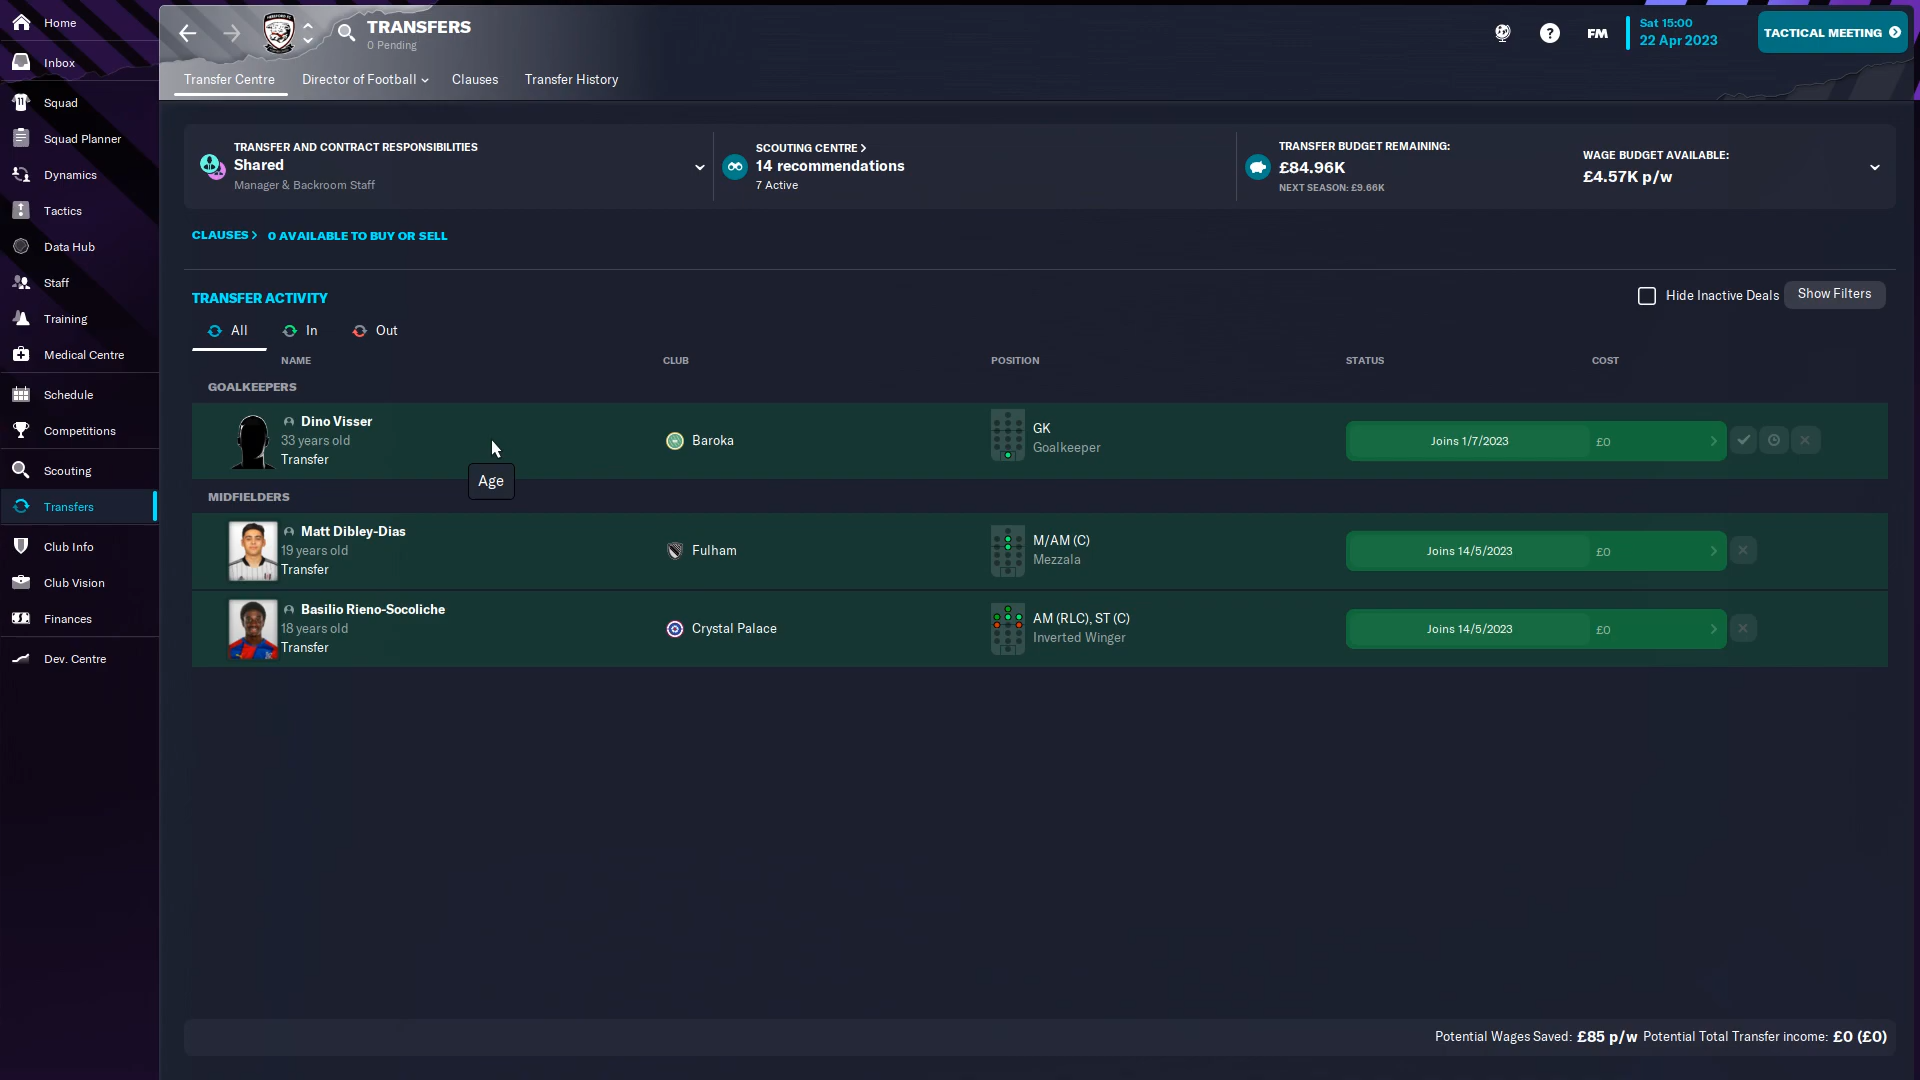 Home
Inbox
Squad
Squad Planner
Dynamics
Tactics
Data Hub
Staff
Training
Medical Centre
Schedule
Competitions
Scouting
Transfers
Club Info
Club Vision
Finances
Dev. Centre
TRANSFERS
0 Pending
FM
Sat 15:00
22 Apr 2023
TACTICAL MEETING
Transfer Centre
Director of Football
Clauses
Transfer History
TRANSFER AND CONTRACT RESPONSIBILITIES
Shared
Manager & Backroom Staff
SCOUTING CENTRE >
14 recommendations
7 Active
TRANSFER BUDGET REMAINING:
£84.96K
NEXT SEASON: £9.66K
WAGE BUDGET AVAILABLE:
£4.57K p/w
CLAUSES > 0 AVAILABLE TO BUY OR SELL
TRANSFER ACTIVITY
Hide Inactive Deals
Show Filters
All
In
Out
NAME CLUB POSITION STATUS COST
GOALKEEPERS
Dino Visser
33 years old
Transfer
Baroka
GK
Goalkeeper
Joins 1/7/2023
£0
Age
MIDFIELDERS
Matt Dibley-Dias
19 years old
Transfer
Fulham
M/AM (C)
Mezzala
Joins 14/5/2023
£0
Basilio Rieno-Socoliche
18 years old
Transfer
Crystal Palace
AM (RLC), ST (C)
Inverted Winger
Joins 14/5/2023
£0
Potential Wages Saved: £85 p/w Potential Total Transfer income: £0 (£0)